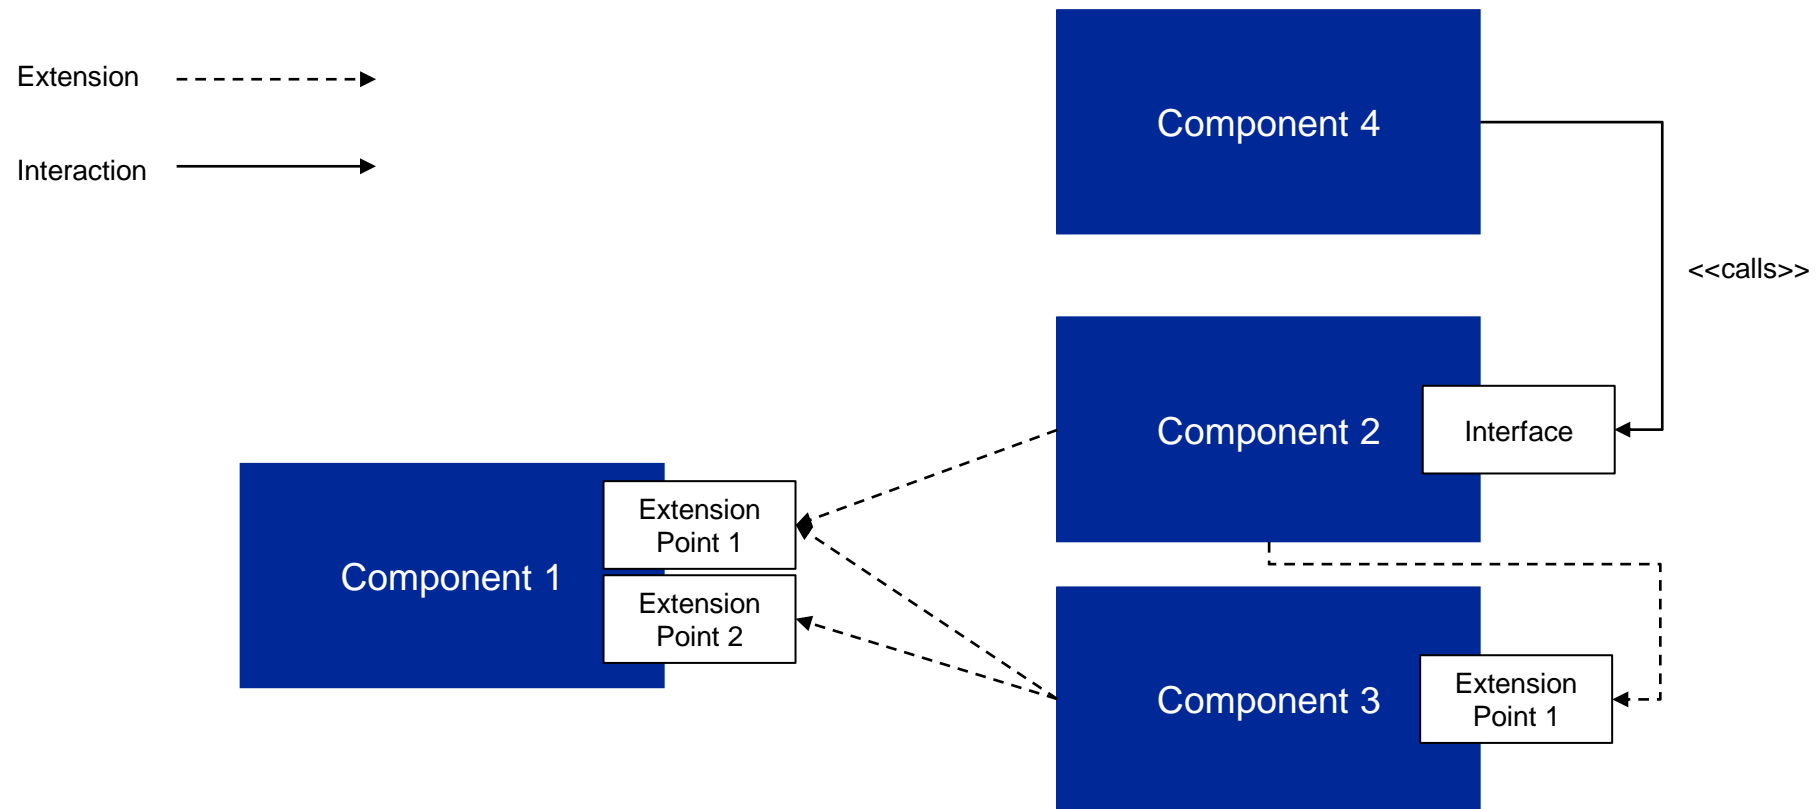 Extension
Interaction
Component 4
<<calls>>
Component 2
Interface
Component 1
Extension
Point 1
Extension
Point 2
Component 3
Extension
Point 1